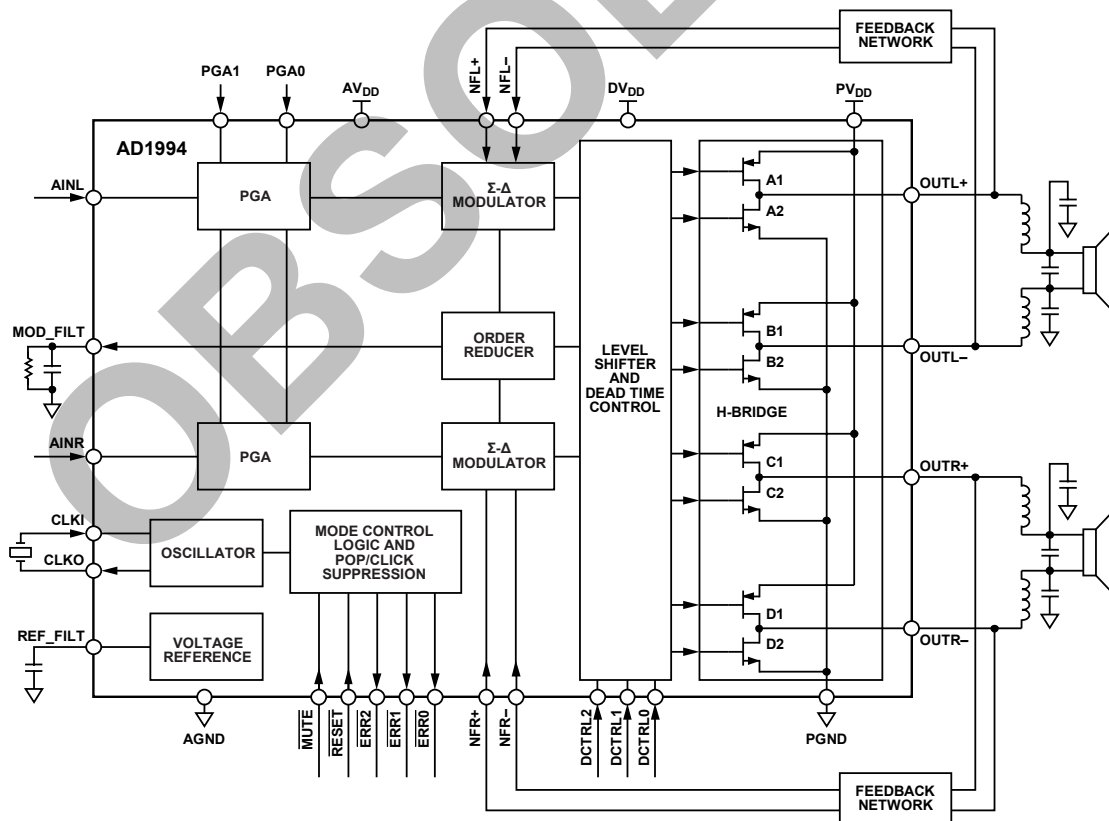 FEEDBACK
NETWORK
PGA1
PGA0
AVDD
NFL+
NFL–
DVDD
PVDD
AD1994
AINL
PGA
Σ-Δ
MODULATOR
A1
A2
OUTL+
MOD_FILT
ORDER
REDUCER
LEVEL
SHIFTER
AND
DEAD TIME
CONTROL
B1
B2
OUTL–
H-BRIDGE
AINR
PGA
Σ-Δ
MODULATOR
C1
C2
OUTR+
CLKI
CLKO
OSCILLATOR
MODE CONTROL
LOGIC AND
POP/CLICK
SUPPRESSION
D1
D2
OUTR–
REF_FILT
VOLTAGE
REFERENCE
AGND
MUTE
RESET
ERR2
ERR1
ERR0
NFR+
NFR–
DCTRL2
DCTRL1
DCTRL0
PGND
FEEDBACK
NETWORK